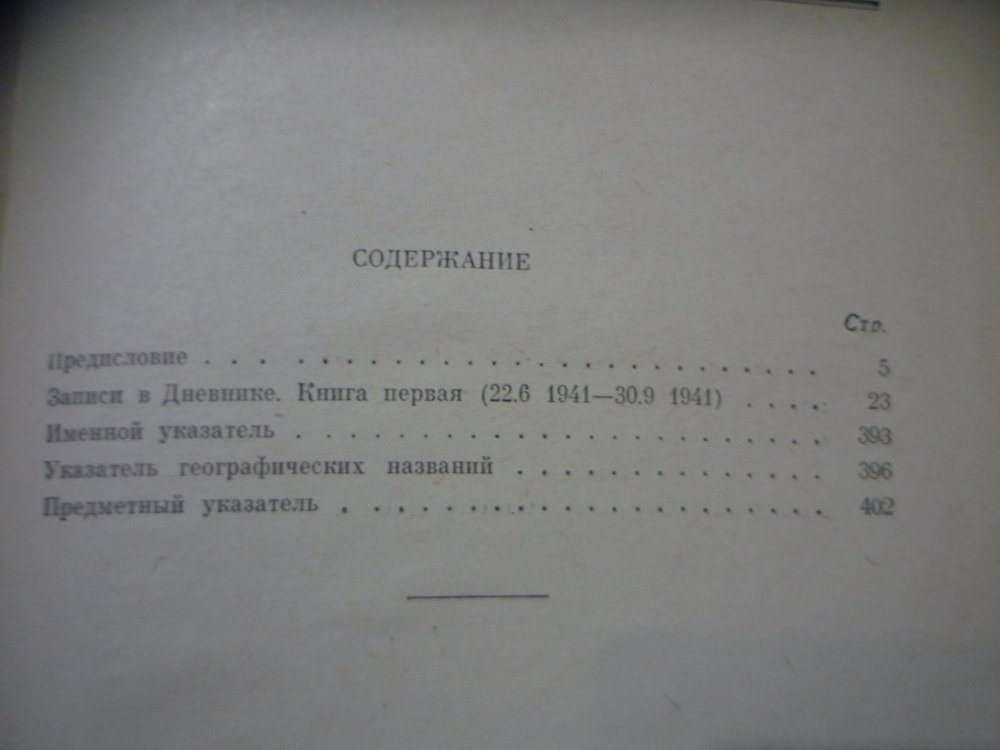 СОДЕРЖАНИЕ
Стр.
Предисловие . . . . . . . . . . . . . . . . . . . . . . 5
Записи в Дневнике. Книга первая (22.6 1941—30.9 1941) . . . . 23
Именной указатель . . . . . . . . . . . . . . . . . . . . . . 393
Указатель географических названий . . . . . . . . . . . . . 396
Предметный указатель . . . . . . . . . . . . . . . . . . . . 402